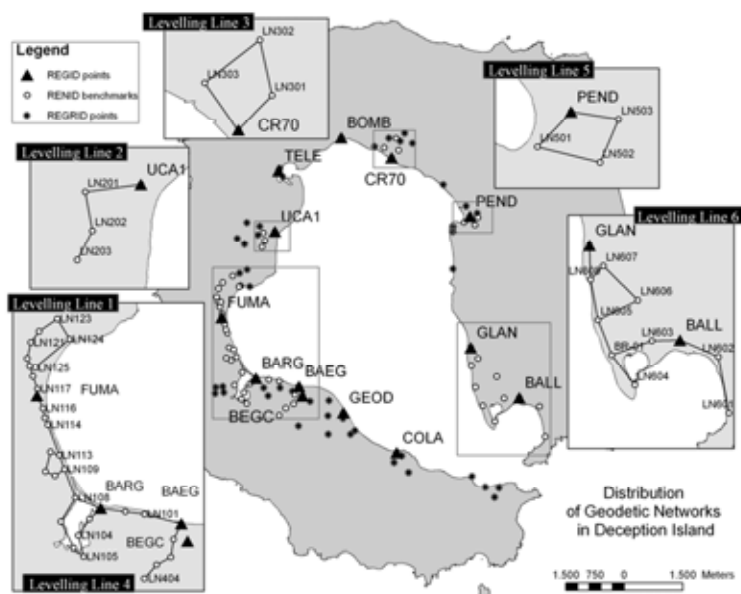 Levelling Line 3
LN302
LN303
LN301
CR70
Legend
REGID points
RENID benchmarks
REGRID points
Levelling Line 5
PEND
LN503
LN501
LN502
BOMB
CR70
TELE
PEND
UCA1
FUMA
BARG
BAEG
BEGC
GEOD
COLA
GLAN
BALL
Levelling Line 2
UCA1
LN201
LN202
LN203
Levelling Line 6
GLAN
LN607
LN608
LN606
LN605
BALL
LN603
BR-01
LN602
LN604
LN601
Levelling Line 1
LN123
LN121
LN124
LN125
LN117
FUMA
LN116
LN114
LN113
LN109
LN108
BARG
BAEG
LN101
LN104
BEGC
LN105
LN404
Levelling Line 4
Distribution
of Geodetic Networks
in Deception Island
1.500 750 0 1.500 Meters